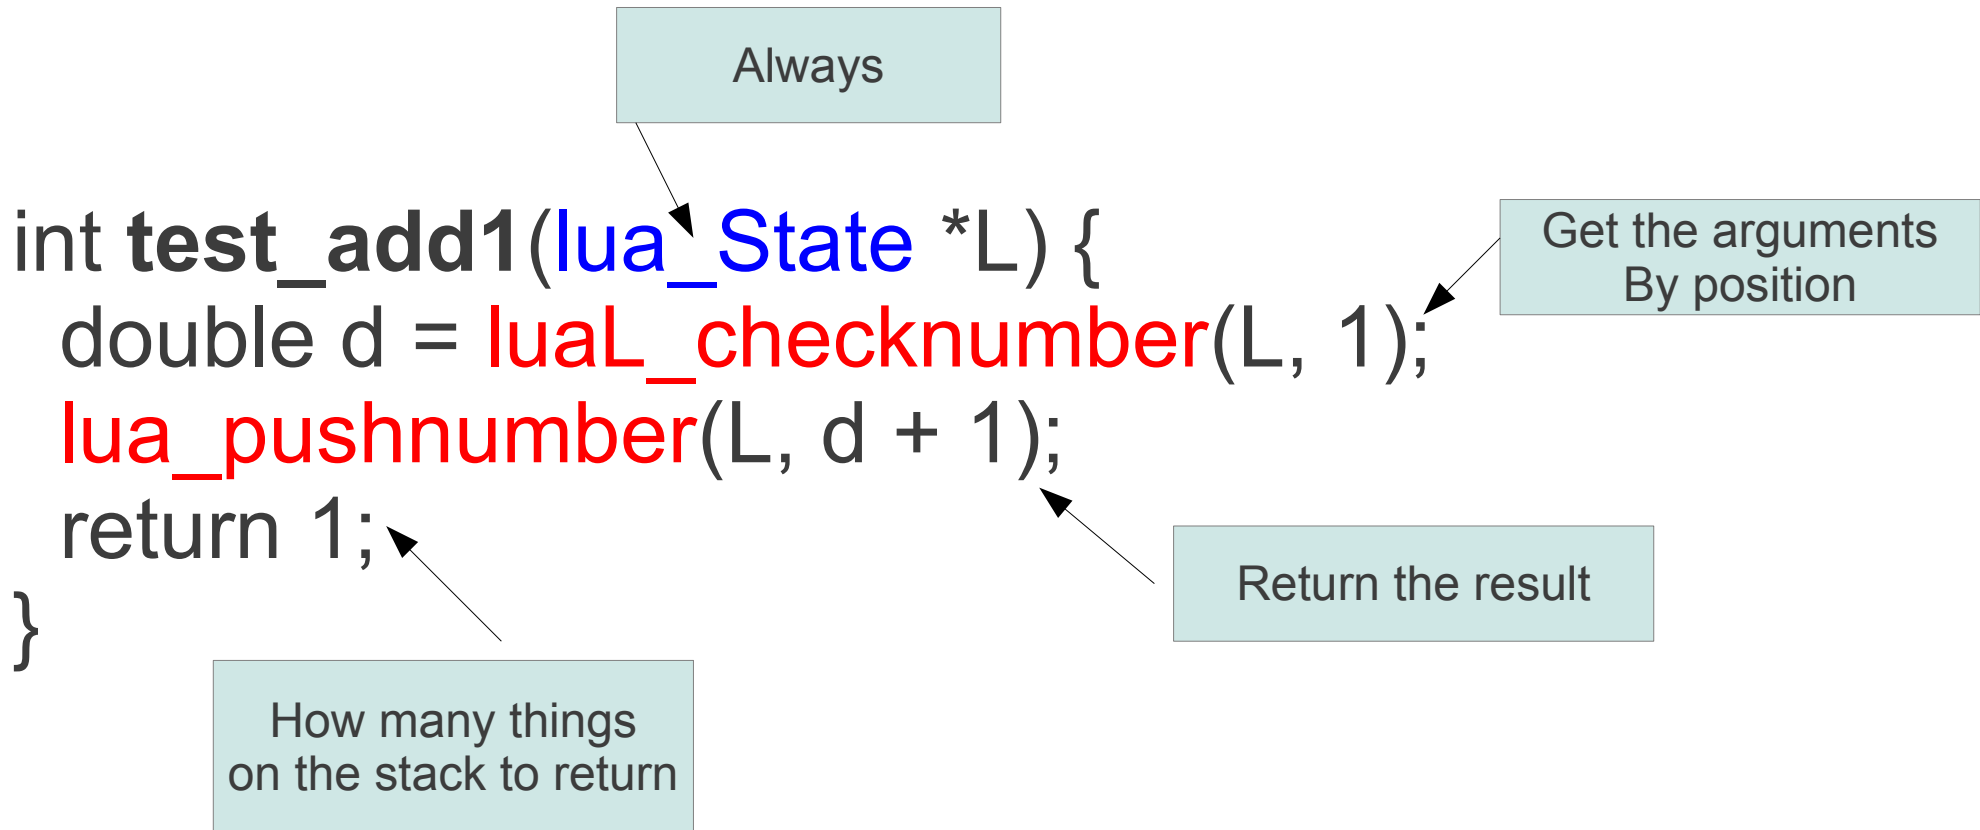 Always
int test_add1(lua_State *L) {
Get the arguments
By position
double d = luaL_checknumber(L, 1);
lua_pushnumber(L, d + 1);
return 1;
Return the result
}
How many things
on the stack to return